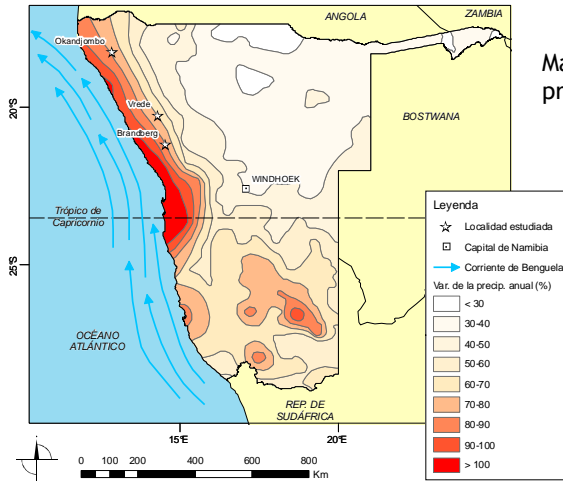 ANGOLA
ZAMBIA
Okandjombo
20°S
Vrede
Brandberg
BOSTWANA
WINDHOEK
Trópico de
Capricornio
25°S
OCÉANO
ATLÁNTICO
REP. DE
SUDÁFRICA
15°E
20°E
0 100 200 400 600 800
Km
Leyenda
Localidad estudiada
Capital de Namibia
Corriente de Benguela
Var. de la precip. anual (%)
< 30
30-40
40-50
50-60
60-70
70-80
80-90
90-100
> 100